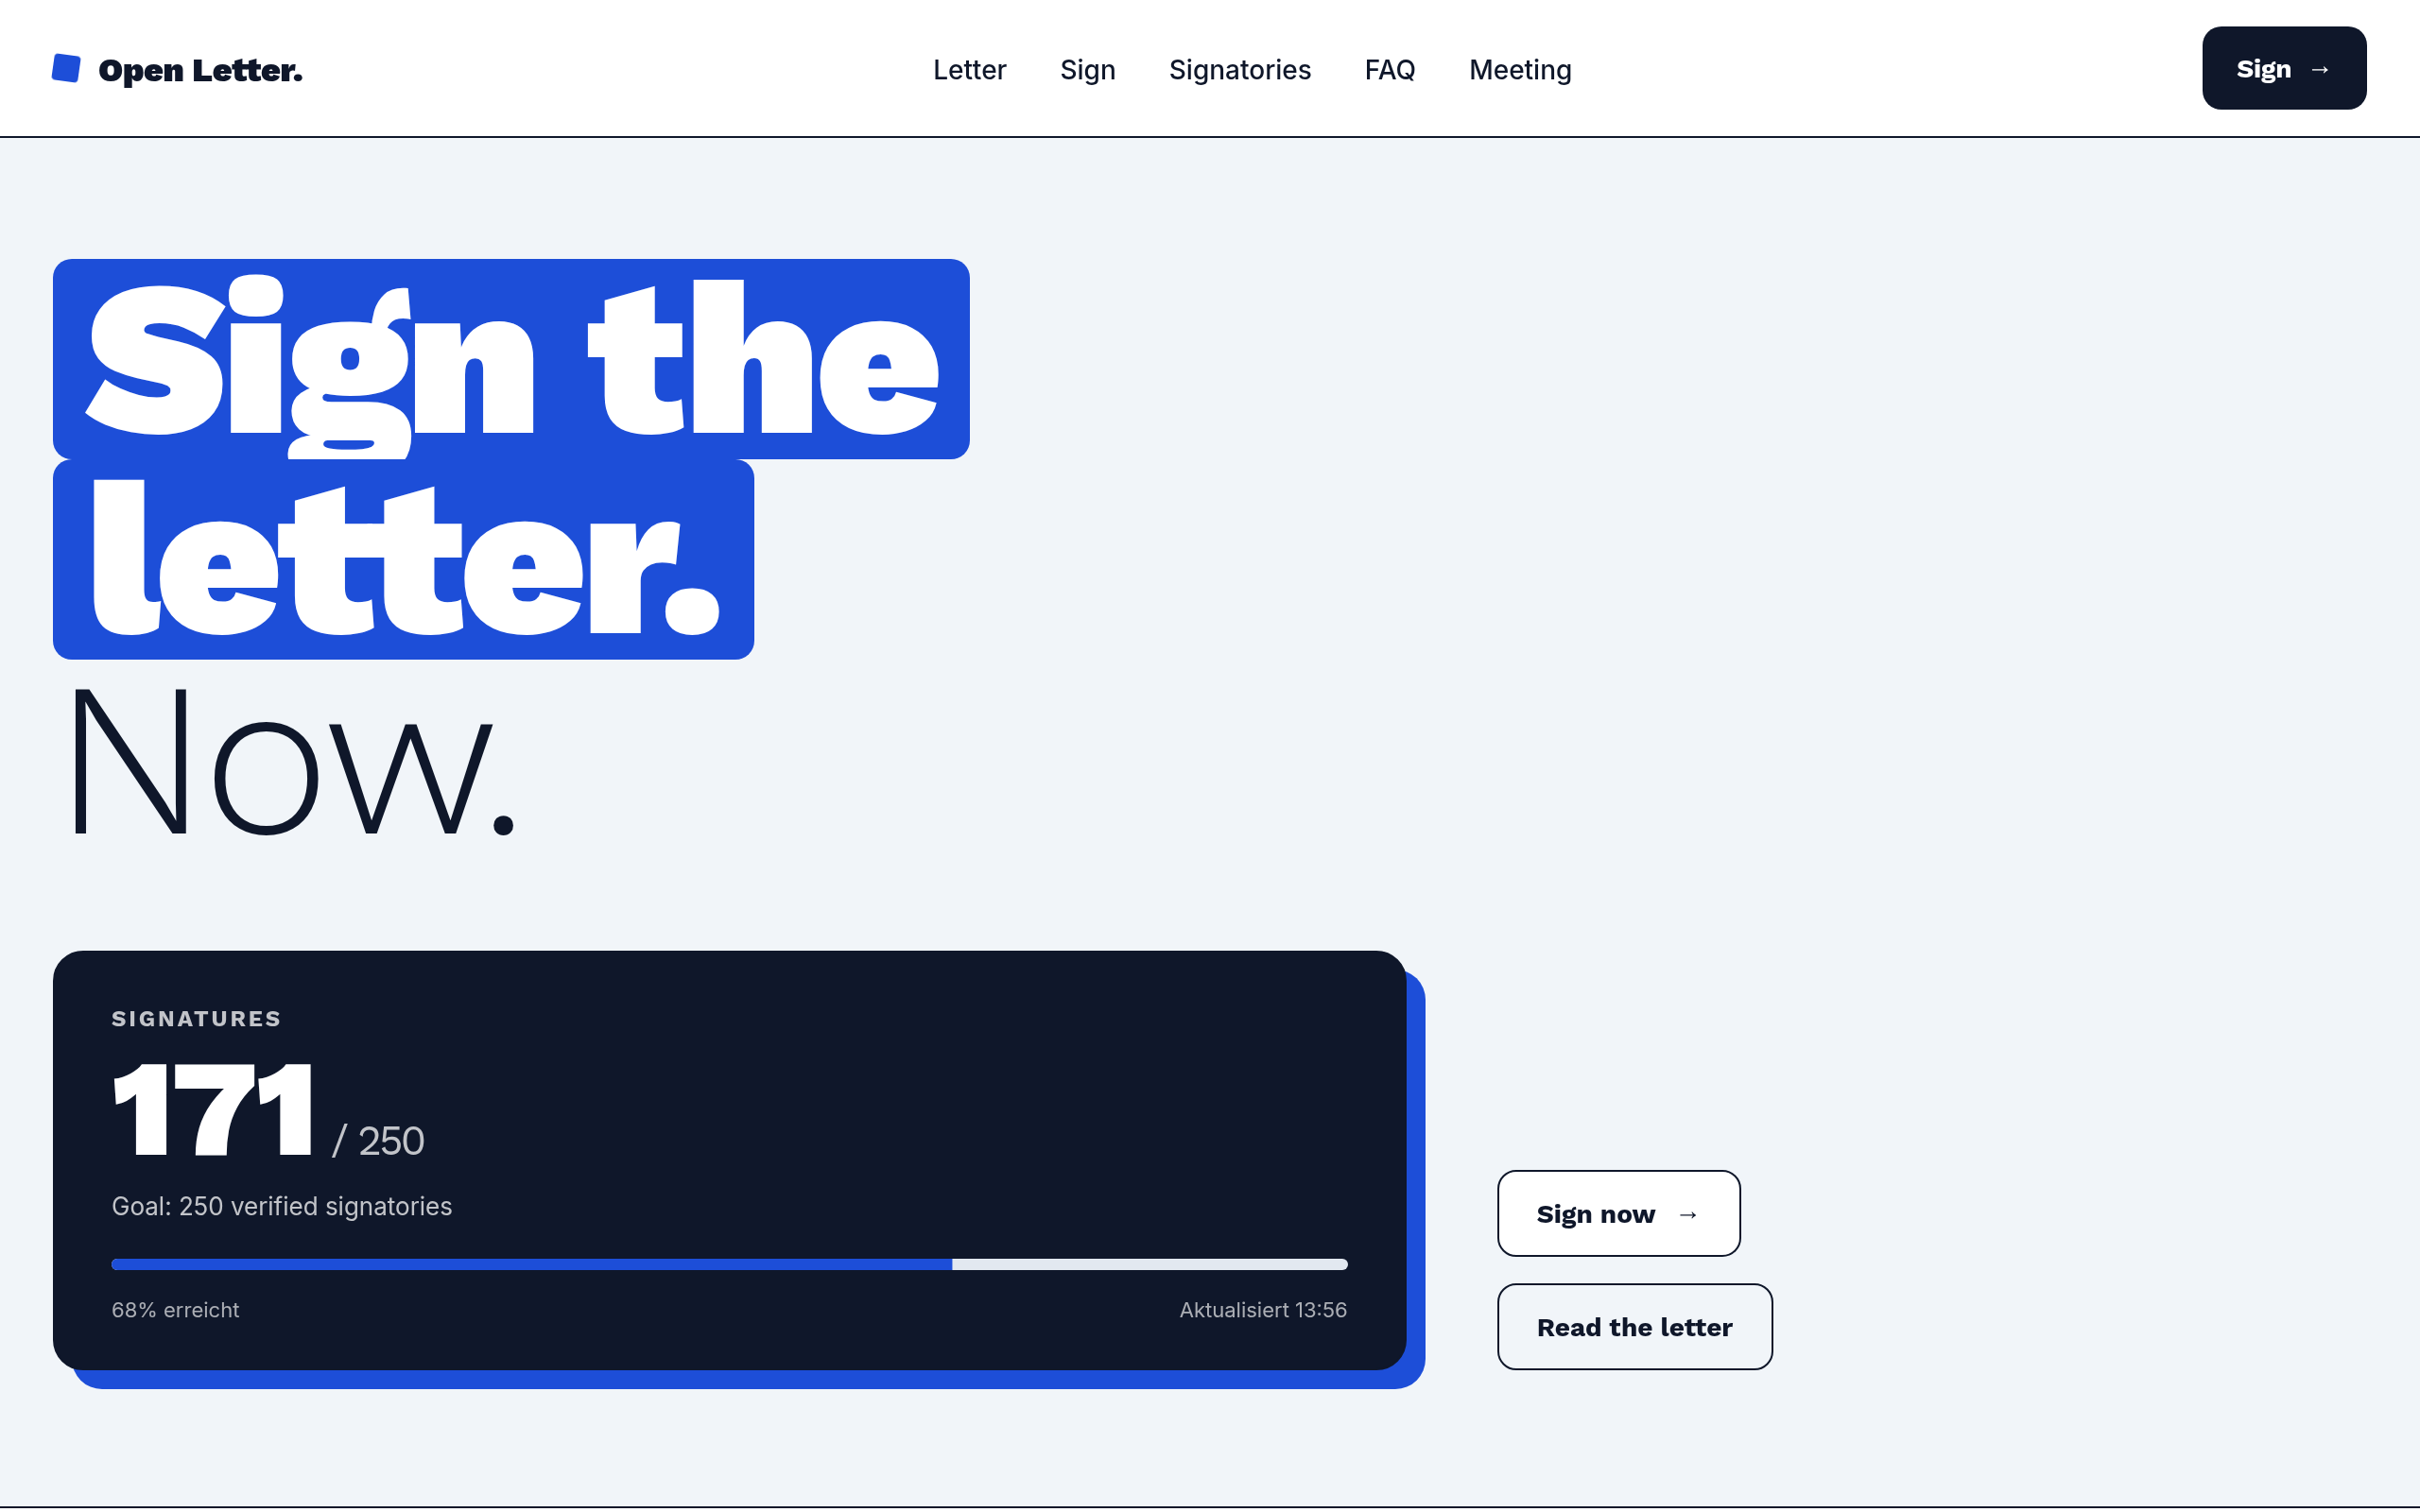 Open Letter.
Letter Sign Signatories FAQ Meeting
Sign →
Sign the
letter.
Now.
SIGNATURES
171 / 250
Goal: 250 verified signatories
68% erreicht Aktualisiert 13:56
Sign now →
Read the letter